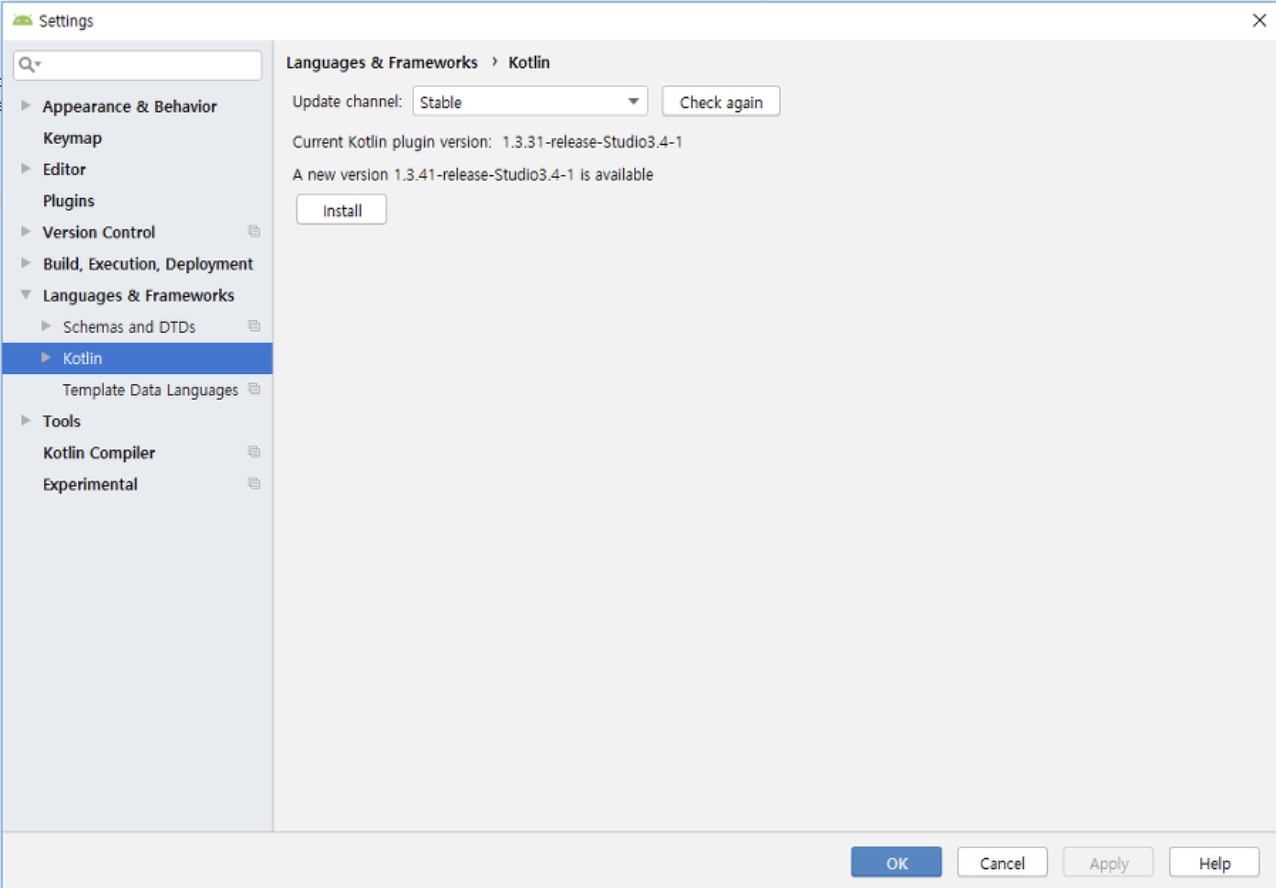 Settings
Appearance & Behavior
Keymap
Editor
Plugins
Version Control
Build, Execution, Deployment
Languages & Frameworks
Schemas and DTDs
Kotlin
Template Data Languages
Tools
Kotlin Compiler
Experimental
Languages & Frameworks › Kotlin
Update channel: Stable Check again
Current Kotlin plugin version: 1.3.31-release-Studio3.4-1
A new version 1.3.41-release-Studio3.4-1 is available
Install
OK Cancel Apply Help